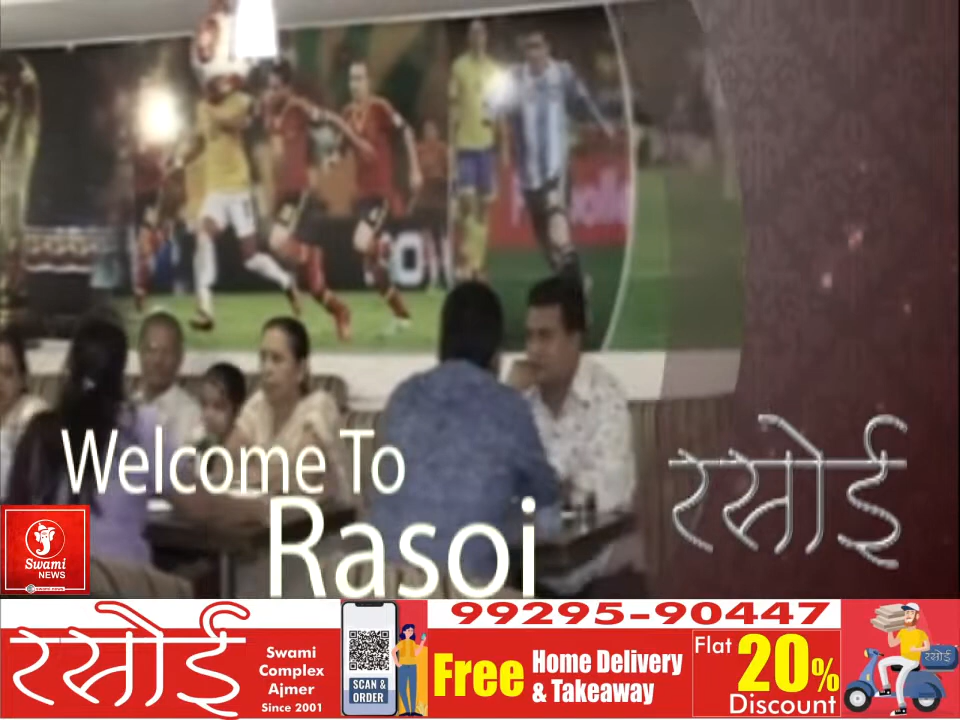 Welcome To
Rasoi
रसोई
Swami
NEWS
रसोई
Swami
Complex
Ajmer
Since 2001
SCAN &
ORDER
99295-90447
Free Home Delivery
& Takeaway
Flat
20%
Discount
रसोई